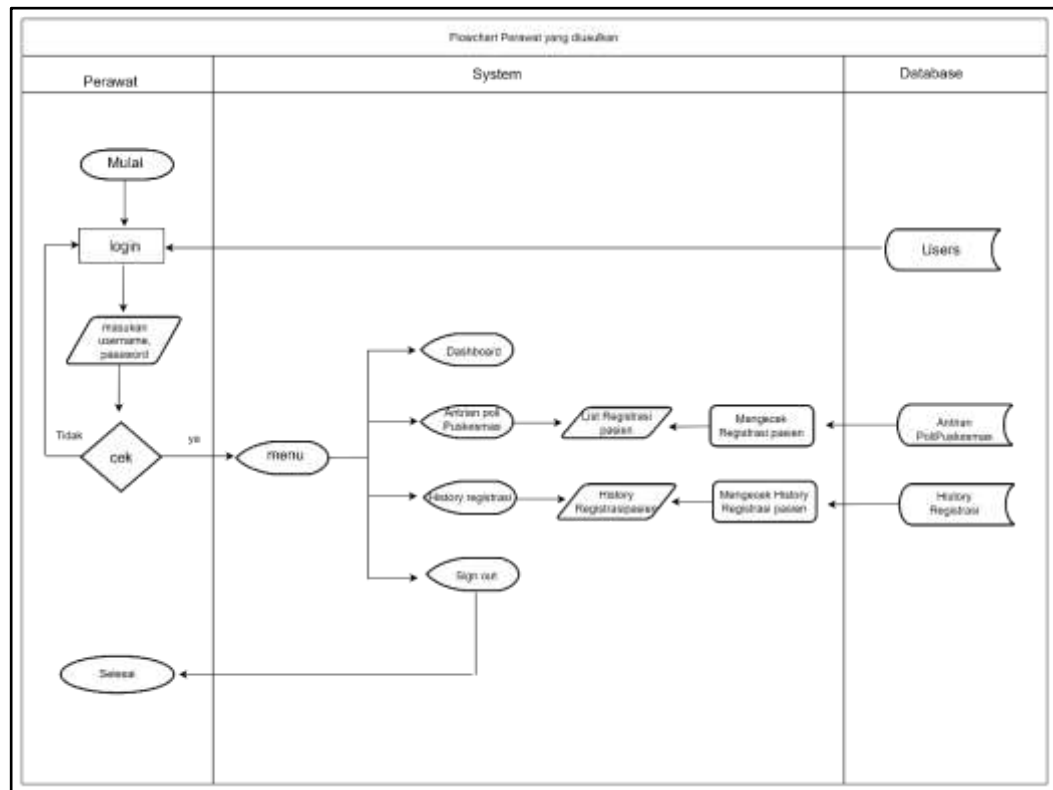 Flowchart Perawat yang diusulkan
Perawat
System
Database
Mulai
login
Users
masukan
username,
password
Dashboard
Tidak
cek
ya
menu
Antrian poli
Puskesmas
List Registrasi
pasien
Mengecek
Registrasi pasien
Antrian
PoliPuskesmas
History registrasi
History
Registrasipasien
Mengecek History
Registrasi pasien
History
Registrasi
Sign out
Selesai